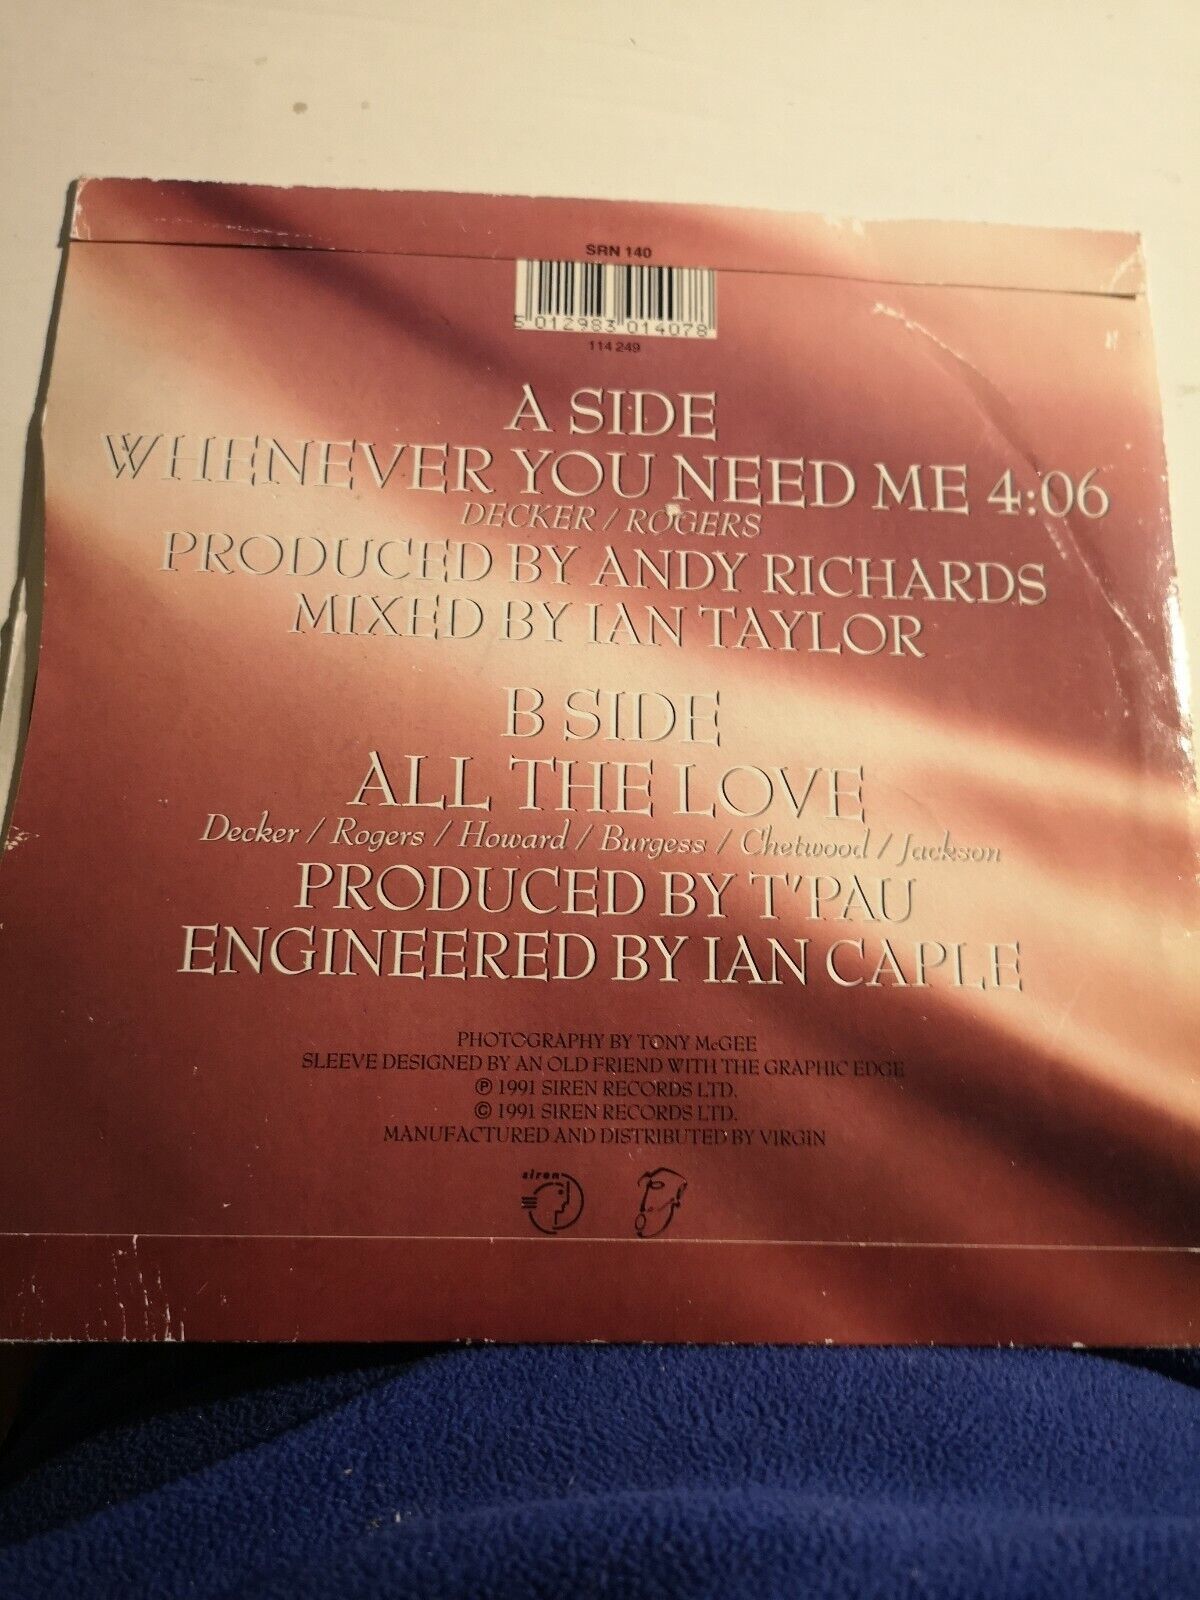 SRN 140
5 012983 014078
114 249
A SIDE
WHENEVER YOU NEED ME 4:06
DECKER / ROGERS
PRODUCED BY ANDY RICHARDS
MIXED BY IAN TAYLOR
B SIDE
ALL THE LOVE
Decker / Rogers / Howard / Burgess / Chetwood / Jackson
PRODUCED BY T'PAU
ENGINEERED BY IAN CAPLE
PHOTOGRAPHY BY TONY McGEE
SLEEVE DESIGNED BY AN OLD FRIEND WITH THE GRAPHIC EDGE
℗ 1991 SIREN RECORDS LTD.
© 1991 SIREN RECORDS LTD.
MANUFACTURED AND DISTRIBUTED BY VIRGIN
siren